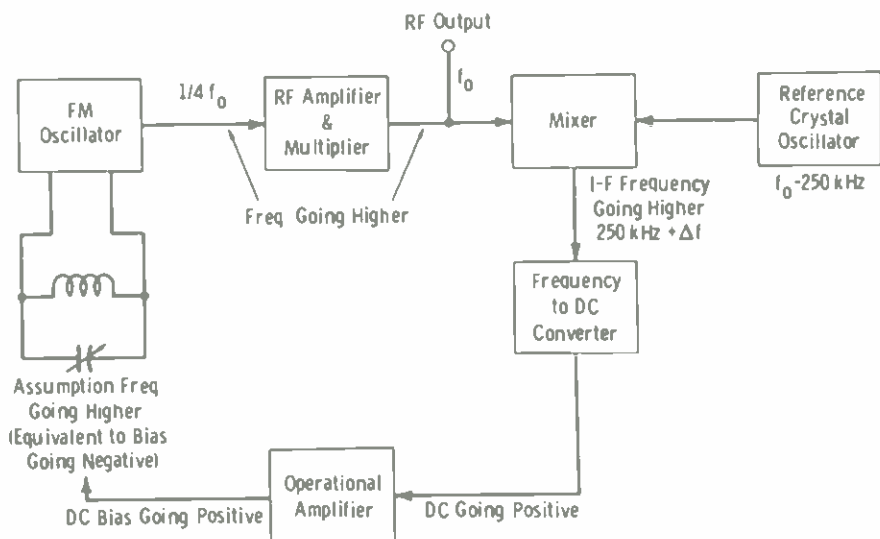 RF Output
f0
1/4 f0
FM
Oscillator
RF Amplifier
&
Multiplier
Mixer
Reference
Crystal
Oscillator
f0-250 kHz
Freq Going Higher
I-F Frequency
Going Higher
250 kHz + Δf
Frequency
to DC
Converter
Assumption Freq
Going Higher
(Equivalent to Bias
Going Negative)
Operational
Amplifier
DC Bias Going Positive
DC Going Positive